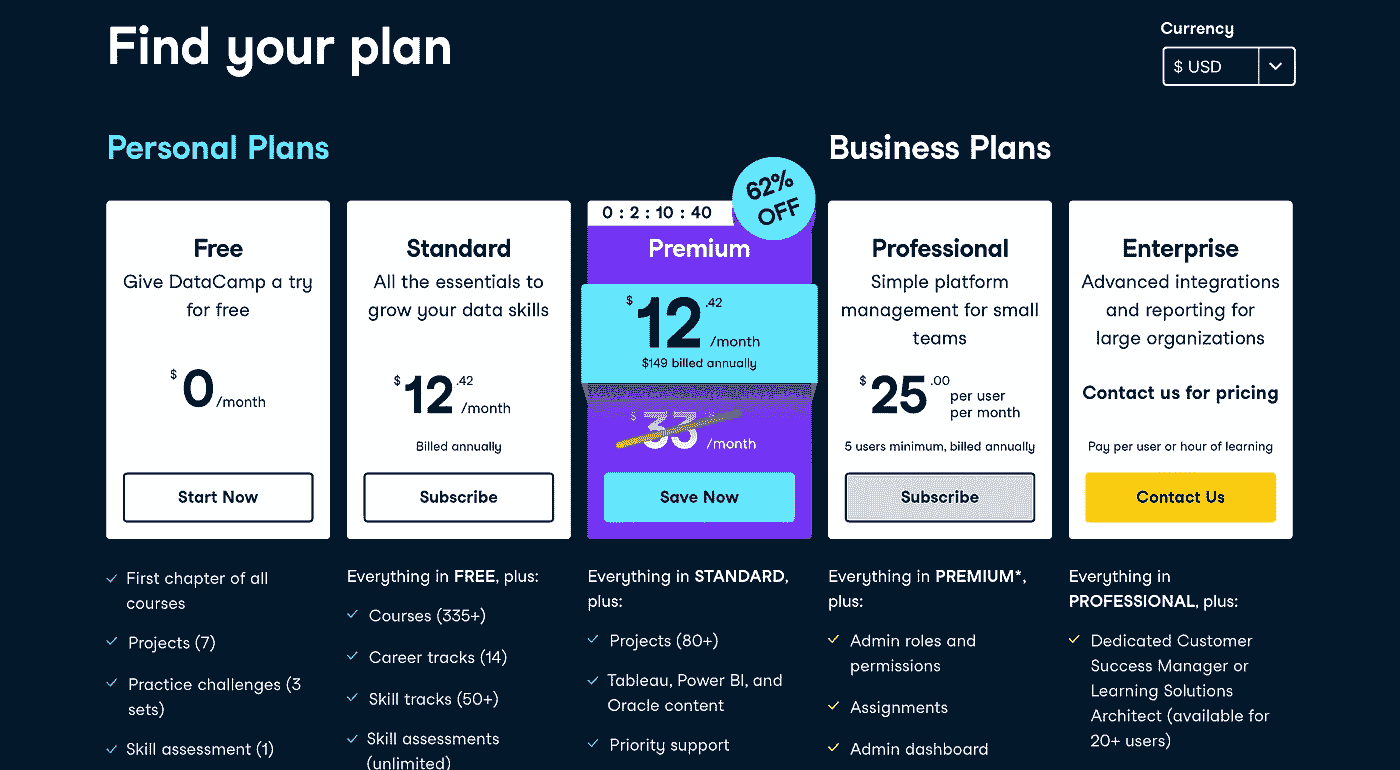 Find your plan
Currency
$ USD
Personal Plans
Business Plans
Free
Give DataCamp a try
for free
$0/month
Start Now
First chapter of all
courses
Projects (7)
Practice challenges (3
sets)
Skill assessment (1)
Standard
All the essentials to
grow your data skills
$12.42/month
Billed annually
Subscribe
Everything in FREE, plus:
Courses (335+)
Career tracks (14)
Skill tracks (50+)
Skill assessments
(unlimited)
0 : 2 : 10 : 40
62%
OFF
Premium
$12.42/month
$149 billed annually
$33/month
Save Now
Everything in STANDARD,
plus:
Projects (80+)
Tableau, Power BI, and
Oracle content
Priority support
Professional
Simple platform
management for small
teams
$25.00
per user
per month
5 users minimum, billed annually
Subscribe
Everything in PREMIUM*,
plus:
Admin roles and
permissions
Assignments
Admin dashboard
Enterprise
Advanced integrations
and reporting for
large organizations
Contact us for pricing
Pay per user or hour of learning
Contact Us
Everything in
PROFESSIONAL, plus:
Dedicated Customer
Success Manager or
Learning Solutions
Architect (available for
20+ users)